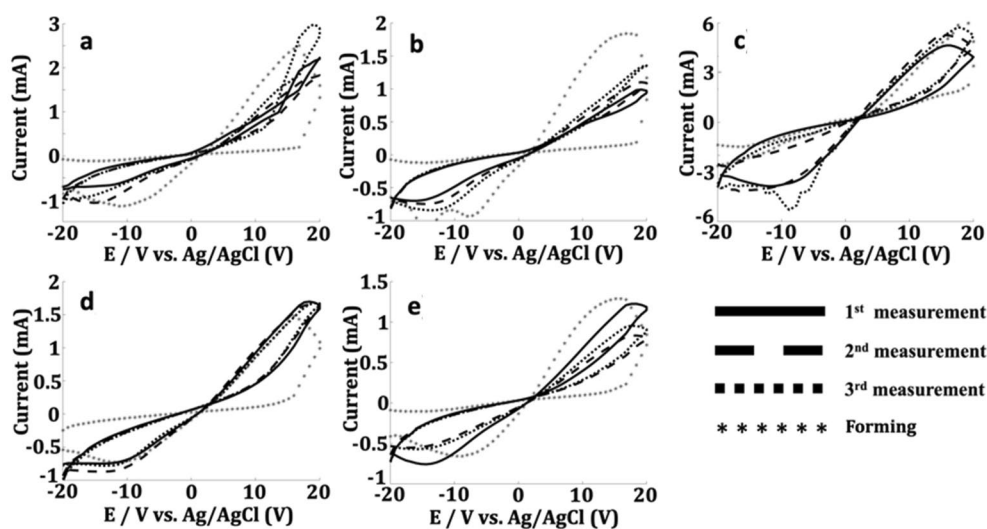 a
Current (mA)
3
2
1
0
-1
-20 -10 0 10 20
E / V vs. Ag/AgCl (V)
b
Current (mA)
2
1.5
1
0.5
0
-0.5
-1
-20 -10 0 10 20
E / V vs. Ag/AgCl (V)
c
Current (mA)
6
3
0
-3
-6
-20 -10 0 10 20
E / V vs. Ag/AgCl (V)
d
Current (mA)
2
1.5
1
0.5
0
-0.5
-1
-20 -10 0 10 20
E / V vs. Ag/AgCl (V)
e
Current (mA)
1.5
1
0.5
0
-0.5
-1
-20 -10 0 10 20
E / V vs. Ag/AgCl (V)
1st measurement
2nd measurement
3rd measurement
Forming